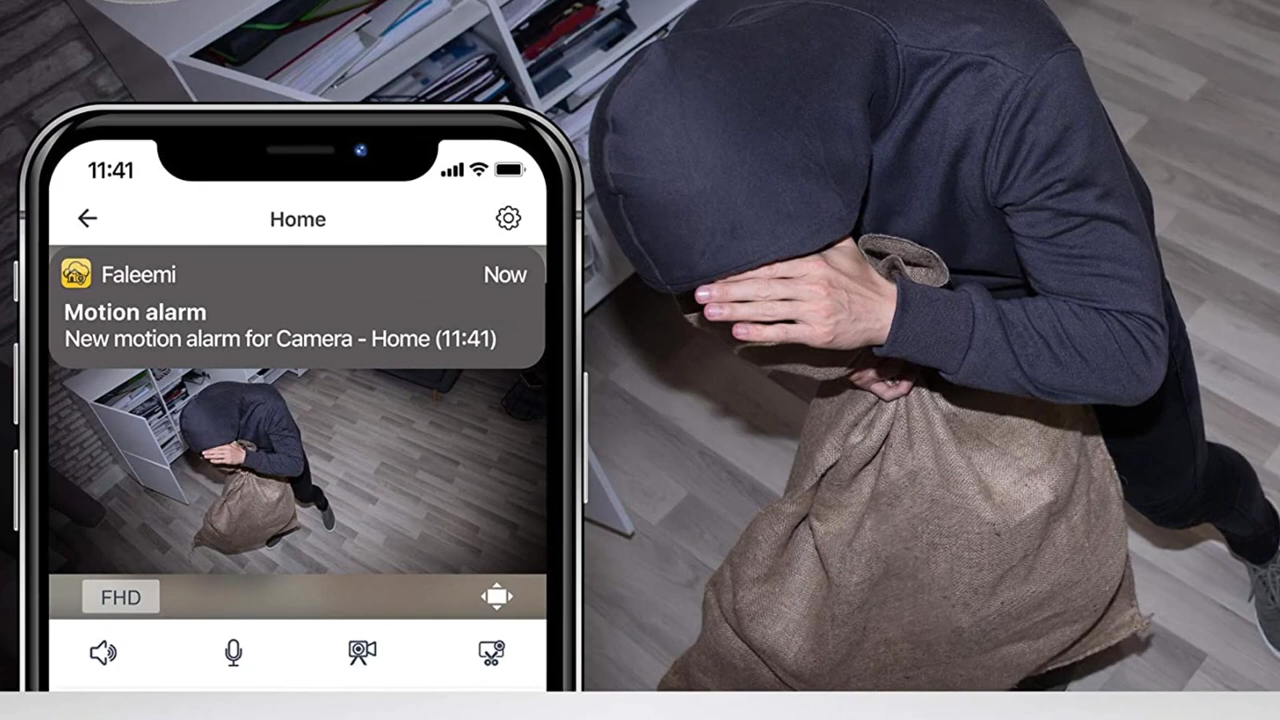 11:41
Home
Faleemi Now
Motion alarm
New motion alarm for Camera - Home (11:41)
FHD